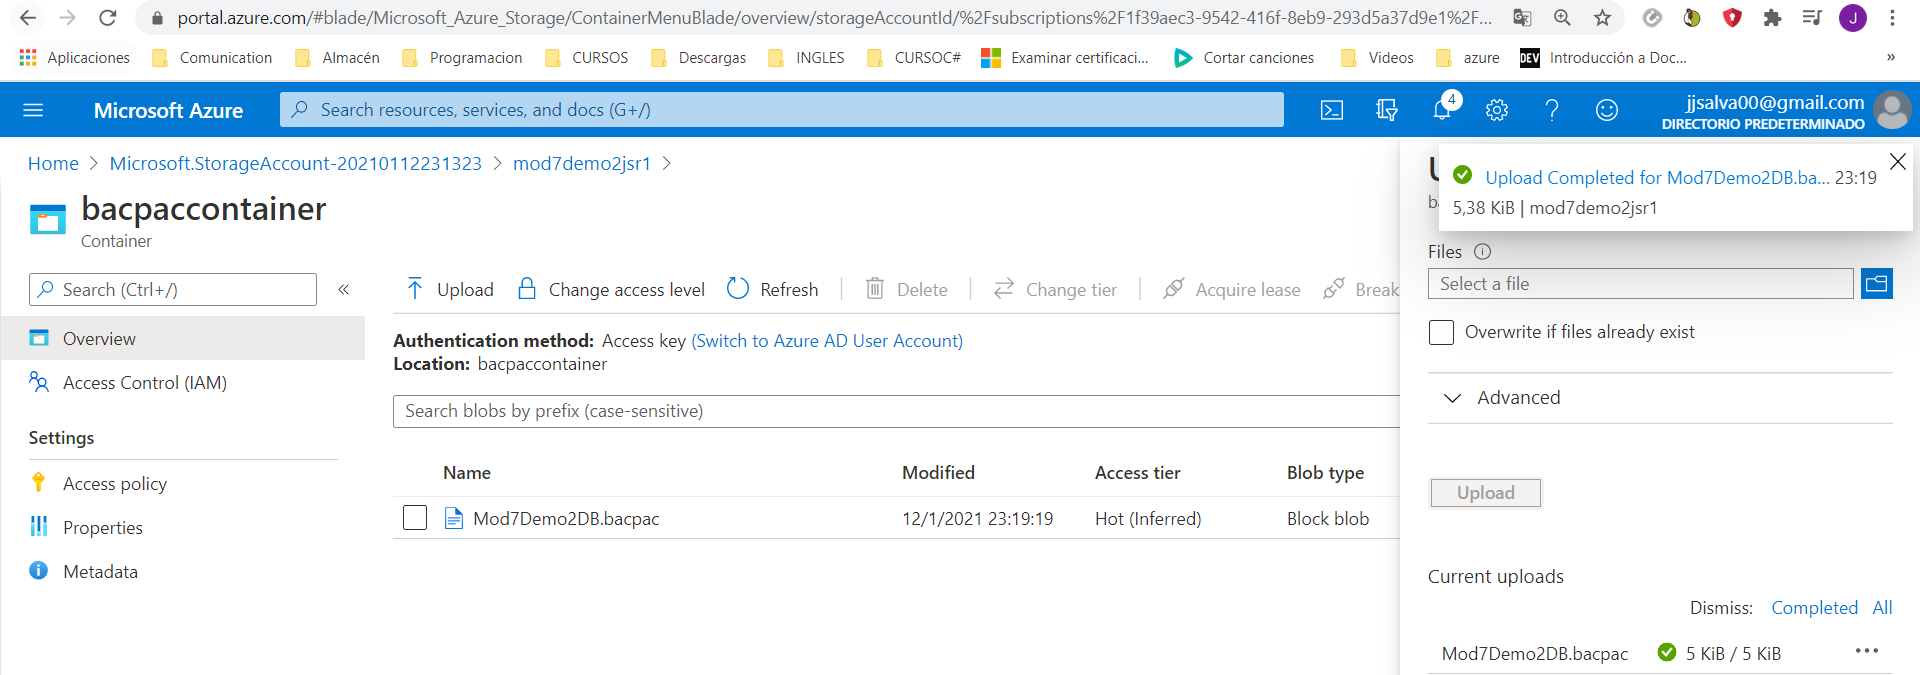 portal.azure.com/#blade/Microsoft_Azure_Storage/ContainerMenuBlade/overview/storageAccountId/%2Fsubscriptions%2F1f39aec3-9542-416f-8eb9-293d5a37d9e1%2F...
J
Aplicaciones Comunication Almacén Programacion CURSOS Descargas INGLES CURSOC# Examinar certificaci... Cortar canciones Videos azure DEV Introducción a Doc... »
Microsoft Azure
Search resources, services, and docs (G+/)
4
jjsalva00@gmail.com
DIRECTORIO PREDETERMINADO
Home > Microsoft.StorageAccount-20210112231323 > mod7demo2jsr1 >
bacpaccontainer
Container
Search (Ctrl+/)
«
Overview
Access Control (IAM)
Settings
Access policy
Properties
Metadata
Upload Change access level Refresh Delete Change tier Acquire lease Break
Authentication method: Access key (Switch to Azure AD User Account)
Location: bacpaccontainer
Search blobs by prefix (case-sensitive)
Name Modified Access tier Blob type
Mod7Demo2DB.bacpac 12/1/2021 23:19:19 Hot (Inferred) Block blob
Upload Completed for Mod7Demo2DB.ba... 23:19
5,38 KiB | mod7demo2jsr1
Files
Select a file
Overwrite if files already exist
Advanced
Upload
Current uploads
Dismiss: Completed All
Mod7Demo2DB.bacpac 5 KiB / 5 KiB ...